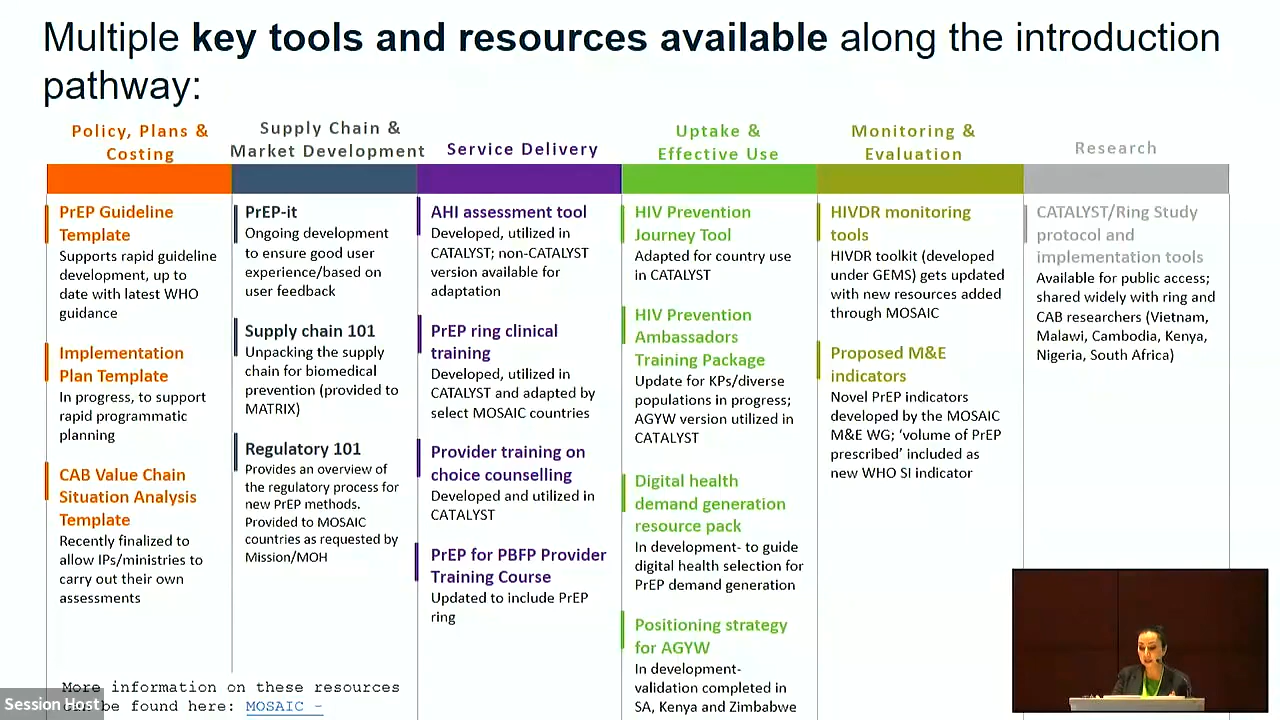 Multiple key tools and resources available along the introduction
pathway:
Policy, Plans &
Costing
PrEP Guideline
Template
Supports rapid guideline
development, up to
date with latest WHO
guidance
Implementation
Plan Template
In progress, to support
rapid programmatic
planning
CAB Value Chain
Situation Analysis
Template
Recently finalized to
allow IPs/ministries to
carry out their own
assessments
Supply Chain &
Market Development
PrEP-it
Ongoing development
to ensure good user
experience/based on
user feedback
Supply chain 101
Unpacking the supply
chain for biomedical
prevention (provided to
MATRIX)
Regulatory 101
Provides an overview of
the regulatory process for
new PrEP methods.
Provided to MOSAIC
countries as requested by
Mission/MOH
Service Delivery
AHI assessment tool
Developed, utilized in
CATALYST; non-CATALYST
version available for
adaptation
PrEP ring clinical
training
Developed, utilized in
CATALYST and adapted by
select MOSAIC countries
Provider training on
choice counselling
Developed and utilized in
CATALYST
PrEP for PBFP Provider
Training Course
Updated to include PrEP
ring
Uptake &
Effective Use
HIV Prevention
Journey Tool
Adapted for country use
in CATALYST
HIV Prevention
Ambassadors
Training Package
Update for KPs/diverse
populations in progress;
AGYW version utilized in
CATALYST
Digital health
demand generation
resource pack
In development- to guide
digital health selection for
PrEP demand generation
Positioning strategy
for AGYW
In development-
validation completed in
SA, Kenya and Zimbabwe
Monitoring &
Evaluation
HIVDR monitoring
tools
HIVDR toolkit (developed
under GEMS) gets updated
with new resources added
through MOSAIC
Proposed M&E
indicators
Novel PrEP indicators
developed by the MOSAIC
M&E WG; ‘volume of PrEP
prescribed’ included as
new WHO SI indicator
Research
CATALYST/Ring Study
protocol and
implementation tools
Available for public access;
shared widely with ring and
CAB researchers (Vietnam,
Malawi, Cambodia, Kenya,
Nigeria, South Africa)
More information on these resources
be found here: MOSAIC –
Session Host